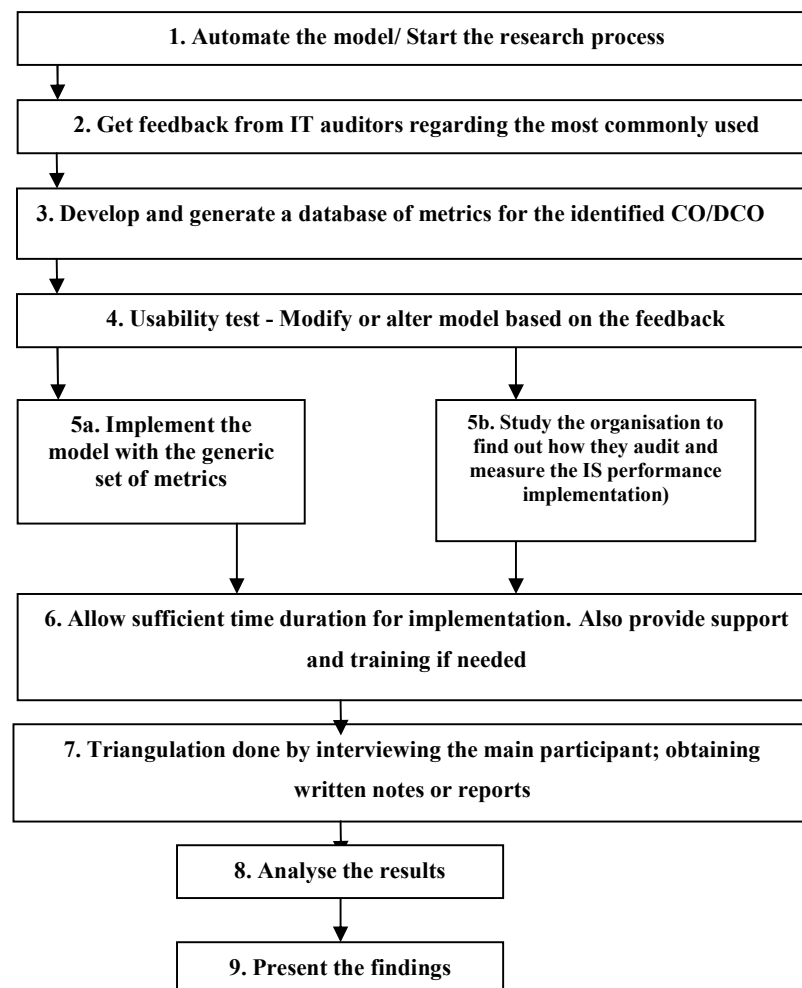 1. Automate the model/ Start the research process
2. Get feedback from IT auditors regarding the most commonly used
3. Develop and generate a database of metrics for the identified CO/DCO
4. Usability test - Modify or alter model based on the feedback
5a. Implement the
model with the generic
set of metrics
5b. Study the organisation to
find out how they audit and
measure the IS performance
implementation)
6. Allow sufficient time duration for implementation. Also provide support
and training if needed
7. Triangulation done by interviewing the main participant; obtaining
written notes or reports
8. Analyse the results
9. Present the findings